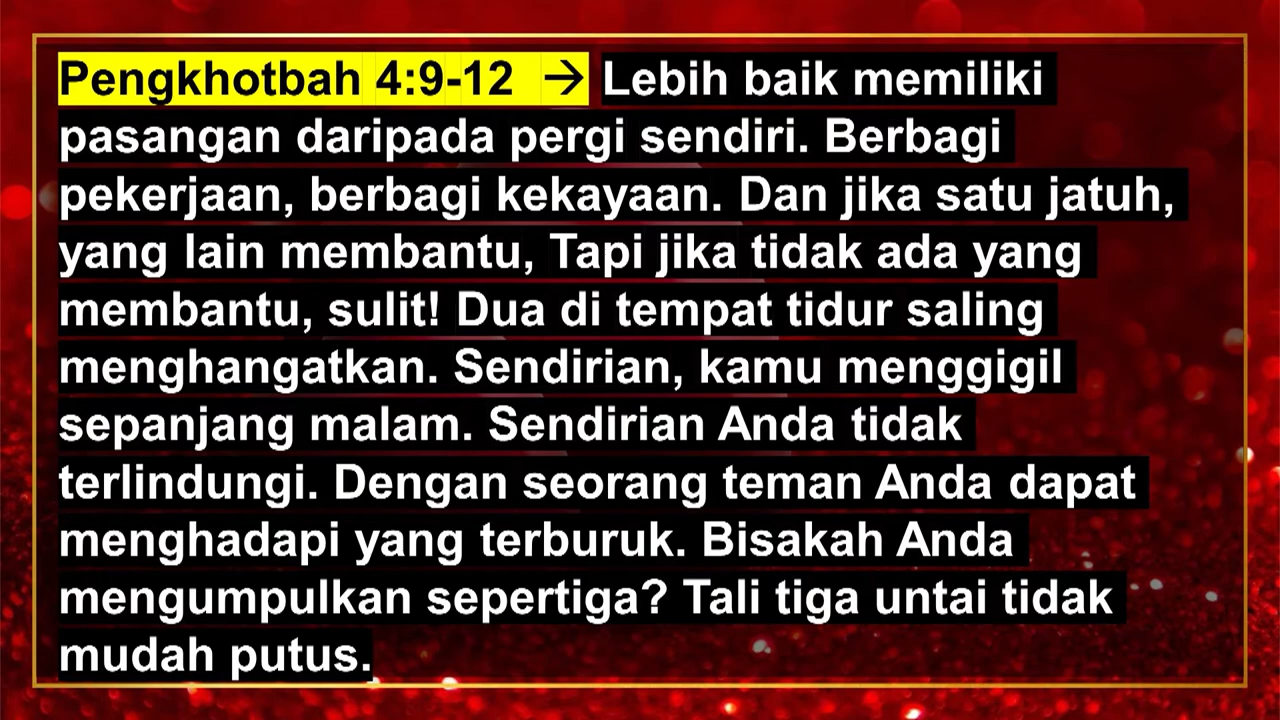 Pengkhotbah 4:9-12 → Lebih baik memiliki
pasangan daripada pergi sendiri. Berbagi
pekerjaan, berbagi kekayaan. Dan jika satu jatuh,
yang lain membantu, Tapi jika tidak ada yang
membantu, sulit! Dua di tempat tidur saling
menghangatkan. Sendirian, kamu menggigil
sepanjang malam. Sendirian Anda tidak
terlindungi. Dengan seorang teman Anda dapat
menghadapi yang terburuk. Bisakah Anda
mengumpulkan sepertiga? Tali tiga untai tidak
mudah putus.